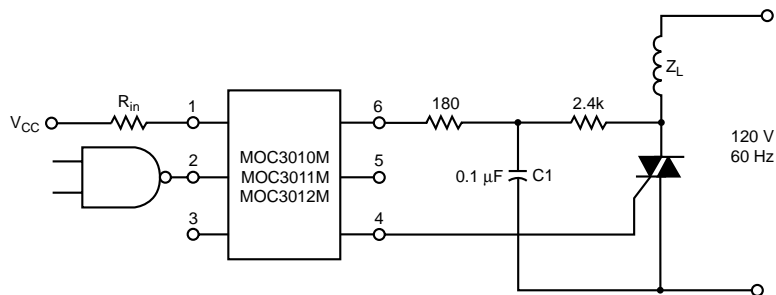 V_CC
R_in
1
2
3
MOC3010M
MOC3011M
MOC3012M
6
5
4
180
2.4k
0.1 μF
C1
Z_L
120 V
60 Hz